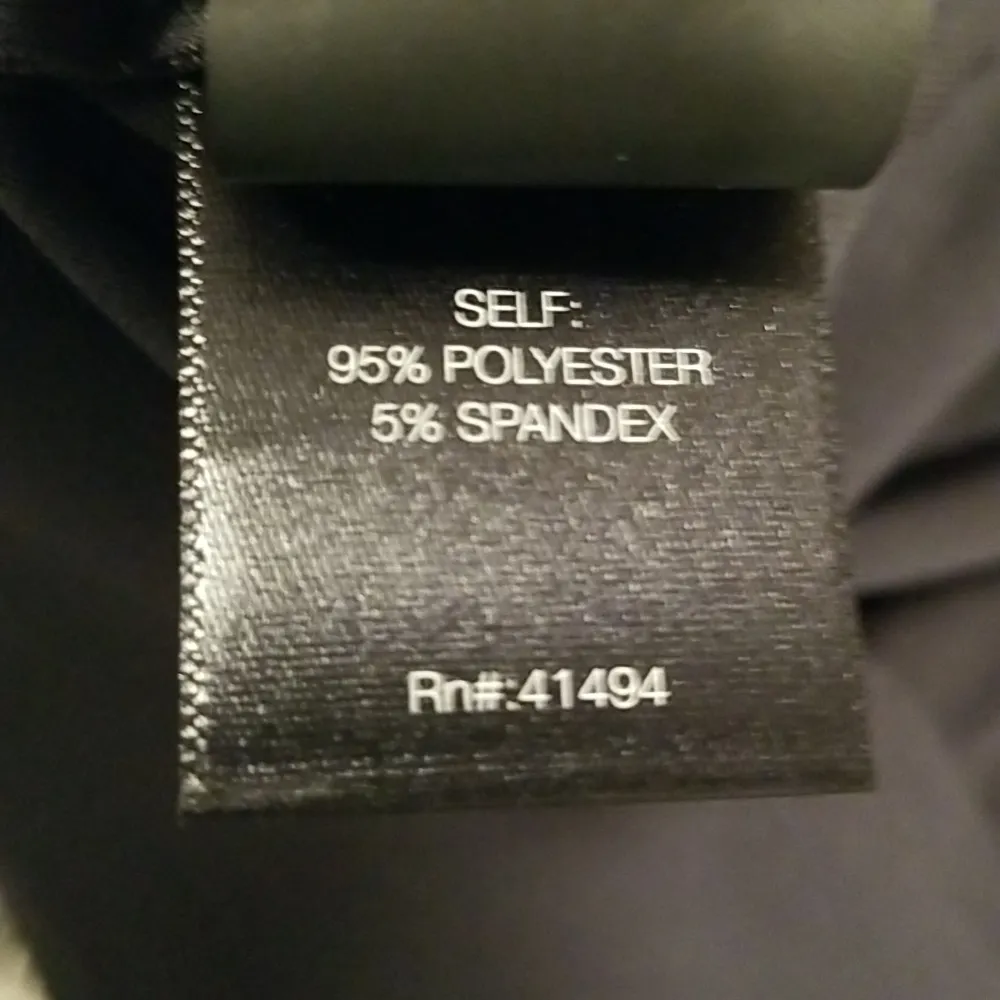 SELF:
95% POLYESTER
5% SPANDEX
Rn#:41494